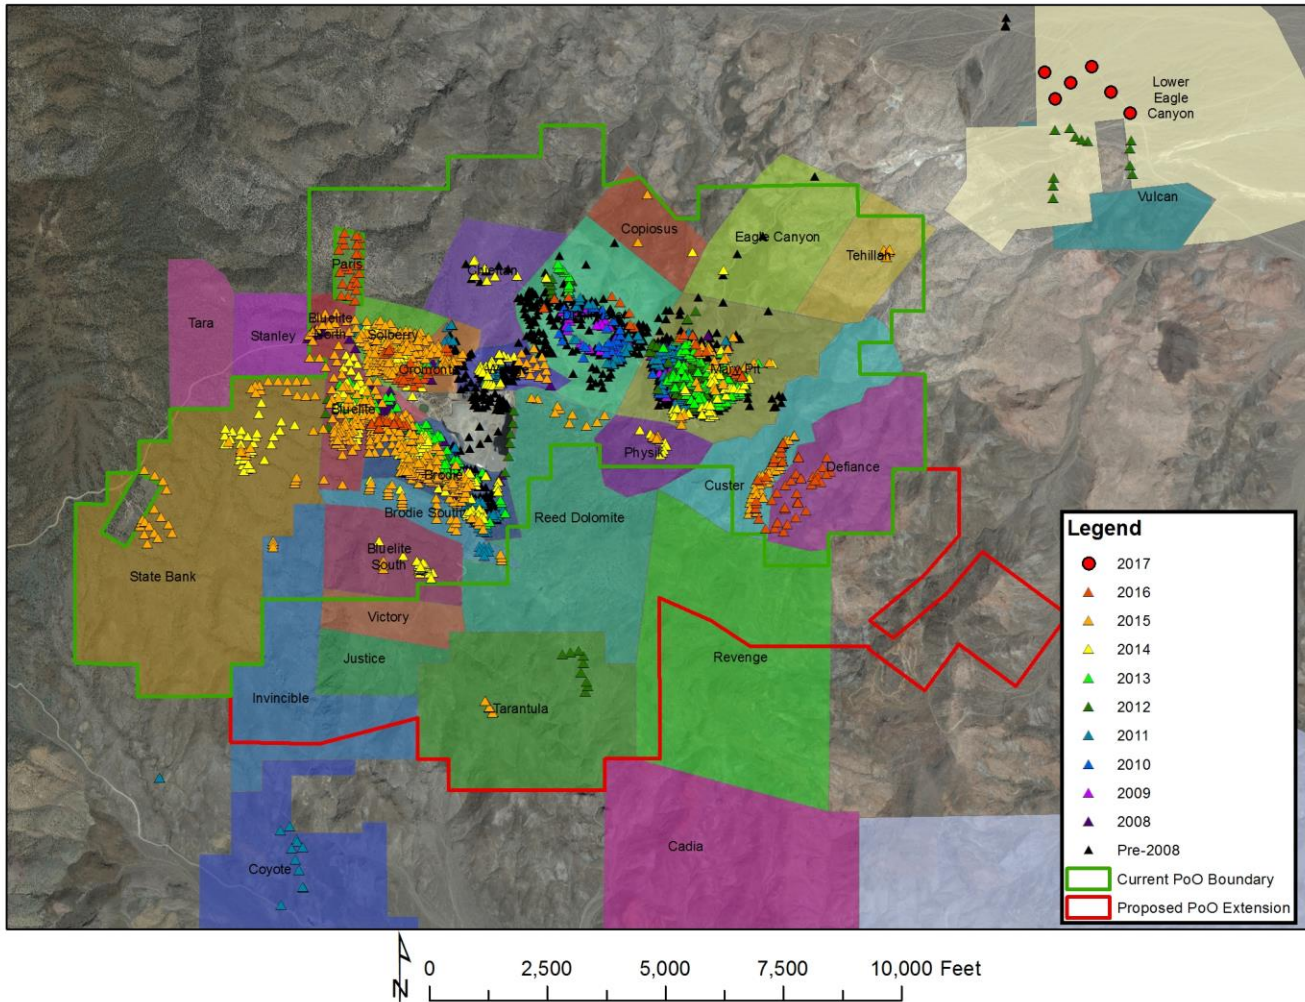 Lower
Eagle
Canyon
Vulcan
Copiosus
Eagle Canyon
Tehillah
Paris
Chieftan
Tara
Stanley
Bluelite
North
Solberry
Oromonte
Mary Pit
Bluelite
Physik
Custer
Defiance
Brodie
Brodie South
Reed Dolomite
Bluelite
South
State Bank
Victory
Justice
Revenge
Invincible
Tarantula
Cadia
Coyote
Legend
2017
2016
2015
2014
2013
2012
2011
2010
2009
2008
Pre-2008
Current PoO Boundary
Proposed PoO Extension
N
0
2,500
5,000
7,500
10,000 Feet